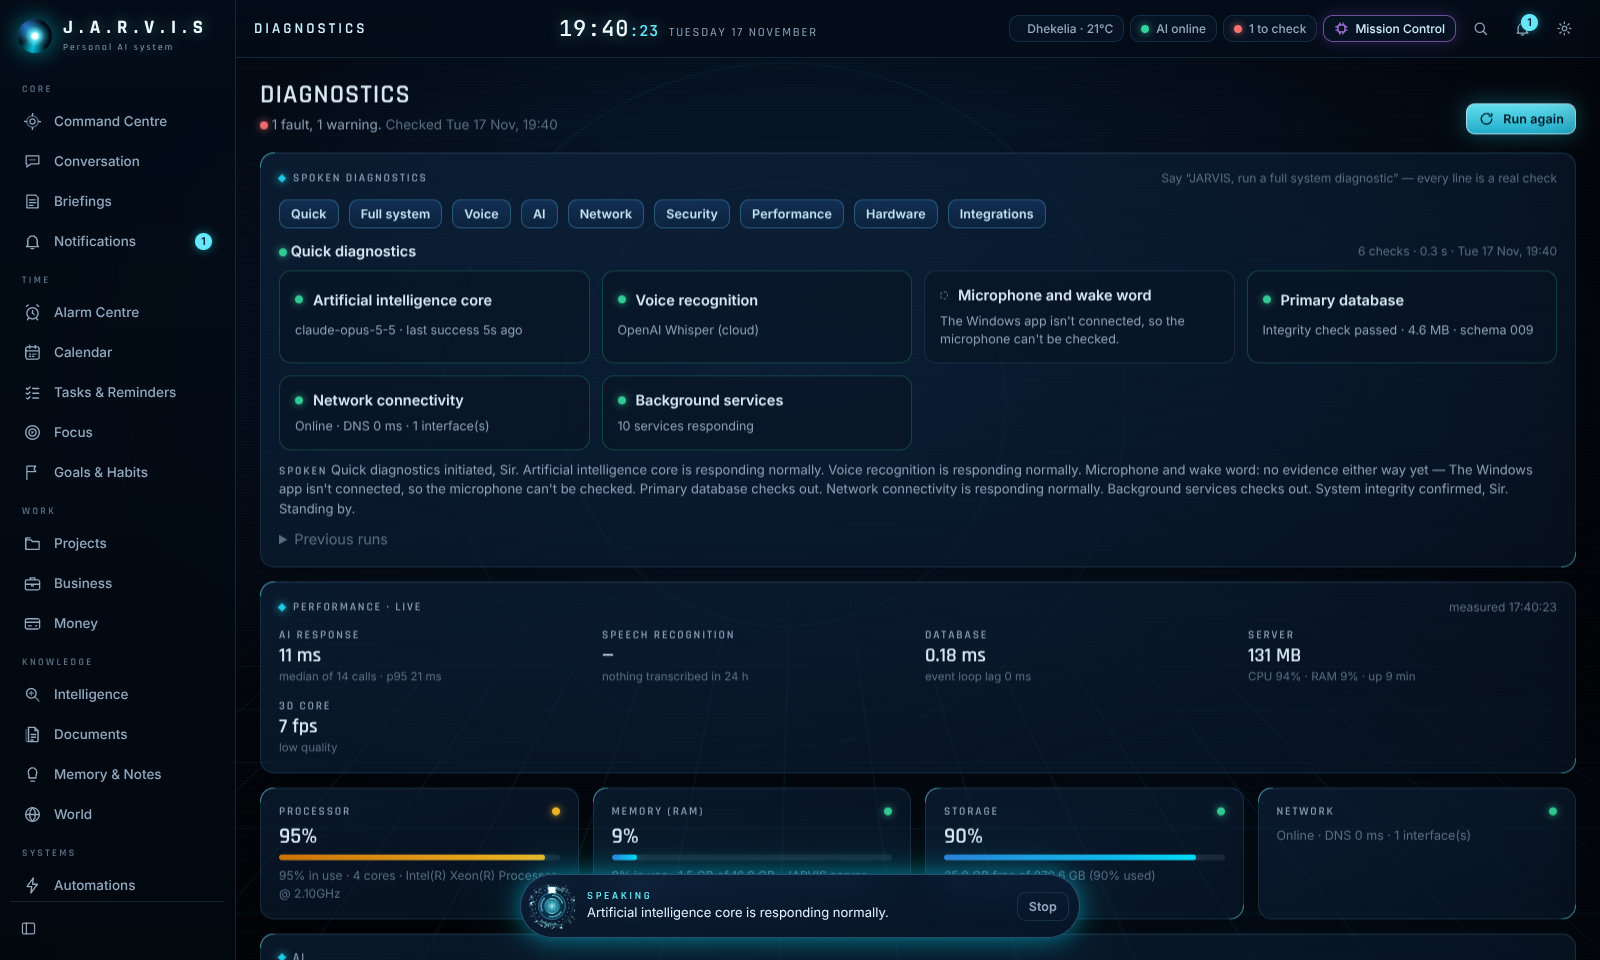 J.A.R.V.I.S
Personal AI system
DIAGNOSTICS
19:40:23 TUESDAY 17 NOVEMBER
Dhekelia · 21°C
AI online
1 to check
Mission Control
1
CORE
Command Centre
Conversation
Briefings
Notifications 1
TIME
Alarm Centre
Calendar
Tasks & Reminders
Focus
Goals & Habits
WORK
Projects
Business
Money
KNOWLEDGE
Intelligence
Documents
Memory & Notes
World
SYSTEMS
Automations
DIAGNOSTICS
1 fault, 1 warning. Checked Tue 17 Nov, 19:40
Run again
SPOKEN DIAGNOSTICS
Say "JARVIS, run a full system diagnostic" — every line is a real check
Quick
Full system
Voice
AI
Network
Security
Performance
Hardware
Integrations
Quick diagnostics
6 checks · 0.3 s · Tue 17 Nov, 19:40
Artificial intelligence core
claude-opus-5-5 · last success 5s ago
Voice recognition
OpenAI Whisper (cloud)
Microphone and wake word
The Windows app isn't connected, so the
microphone can't be checked.
Primary database
Integrity check passed · 4.6 MB · schema 009
Network connectivity
Online · DNS 0 ms · 1 interface(s)
Background services
10 services responding
SPOKEN Quick diagnostics initiated, Sir. Artificial intelligence core is responding normally. Voice recognition is responding normally. Microphone and wake word: no evidence either way yet — The Windows
app isn't connected, so the microphone can't be checked. Primary database checks out. Network connectivity is responding normally. Background services checks out. System integrity confirmed, Sir.
Standing by.
Previous runs
PERFORMANCE · LIVE
measured 17:40:23
AI RESPONSE
11 ms
median of 14 calls · p95 21 ms
SPEECH RECOGNITION
–
nothing transcribed in 24 h
DATABASE
0.18 ms
event loop lag 0 ms
SERVER
131 MB
CPU 94% · RAM 9% · up 9 min
3D CORE
7 fps
low quality
PROCESSOR
95%
95% in use · 4 cores · Intel(R) Xeon(R) Processor
@ 2.10GHz
MEMORY (RAM)
9%
STORAGE
90%
6 GB (90% used)
NETWORK
Online · DNS 0 ms · 1 interface(s)
SPEAKING
Artificial intelligence core is responding normally.
Stop
AI